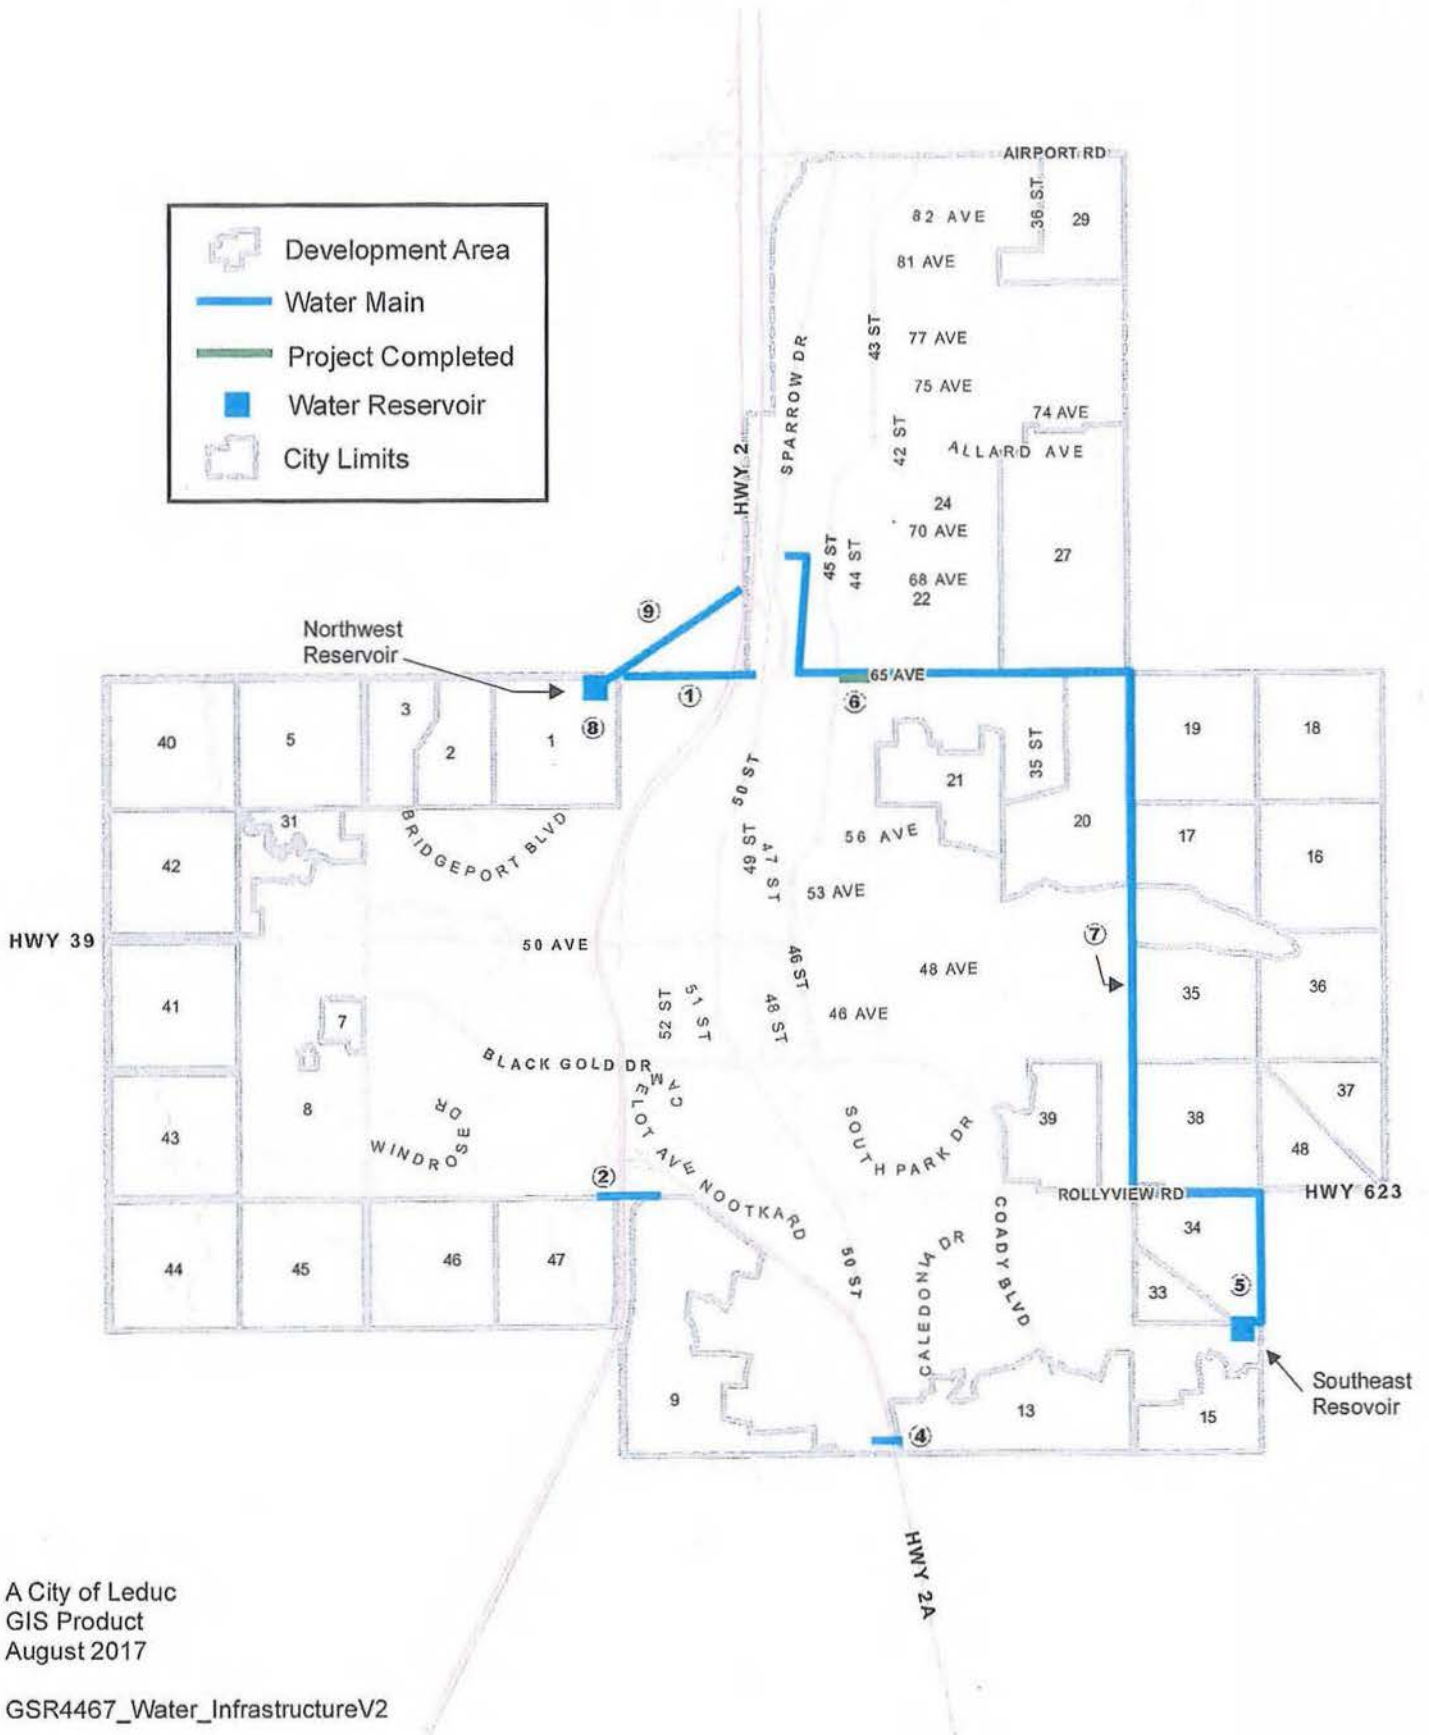 AIRPORT RD
82 AVE
36 ST
29
81 AVE
Development Area
Water Main
Project Completed
Water Reservoir
City Limits
43 ST
77 AVE
SPARROW DR
75 AVE
74 AVE
42 ST
ALLARD AVE
HWY 2
24
70 AVE
45 ST
44 ST
27
68 AVE
22
9
Northwest
Reservoir
65 AVE
1
6
8
40
5
3
2
1
19
18
35 ST
21
50 ST
31
BRIDGEPORT BLVD
20
17
16
56 AVE
49 ST
47 ST
42
53 AVE
HWY 39
50 AVE
7
46 ST
48 AVE
41
7
52 ST
51 ST
48 ST
46 AVE
35
36
BLACK GOLD DR
CAMELOT AVE
8
43
WINDROSE DR
SOUTH PARK DR
39
38
37
48
2
NOOTKA RD
ROLLYVIEW RD
HWY 623
COADY BLVD
CALEDONIA DR
34
44
45
46
47
50 ST
33
5
Southeast
Resovoir
9
13
15
4
HWY 2A
A City of Leduc
GIS Product
August 2017
GSR4467_Water_InfrastructureV2